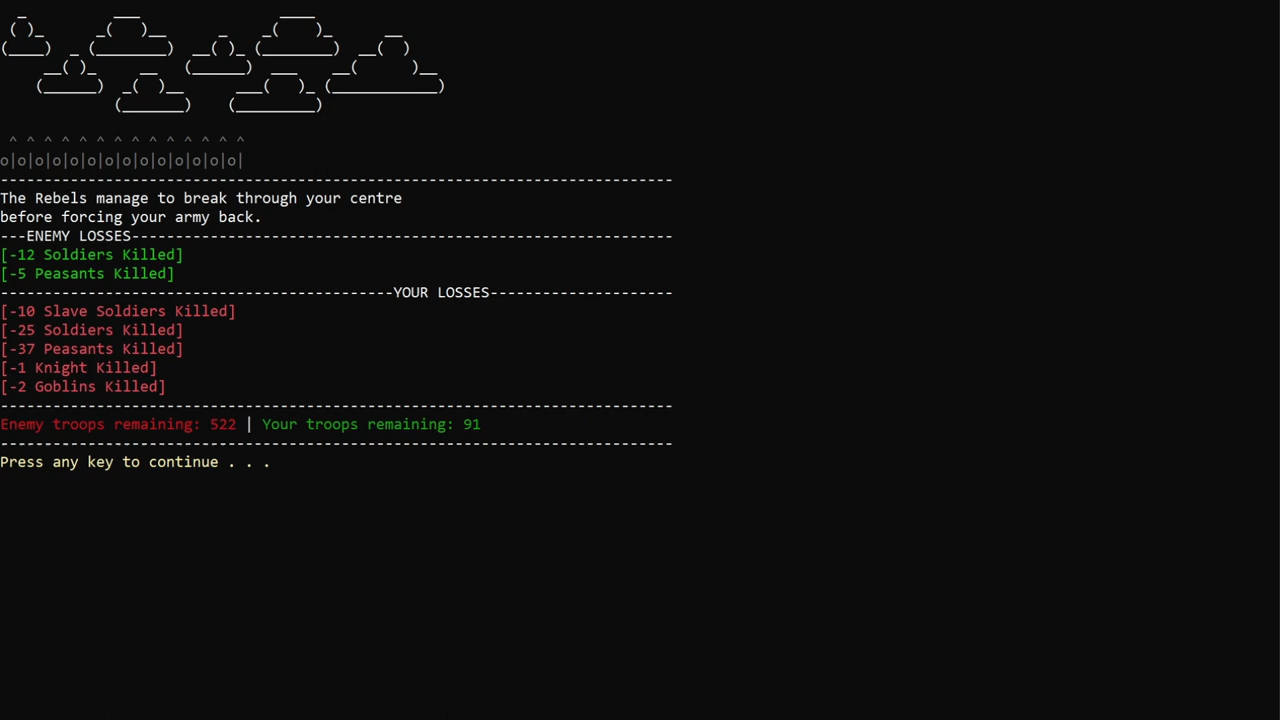 The Rebels manage to break through your centre
before forcing your army back.
---ENEMY LOSSES--------------------------------------------------------------
[-12 Soldiers Killed]
[-5 Peasants Killed]
---------------------------------------------YOUR LOSSES---------------------
[-10 Slave Soldiers Killed]
[-25 Soldiers Killed]
[-37 Peasants Killed]
[-1 Knight Killed]
[-2 Goblins Killed]
-----------------------------------------------------------------------------
Enemy troops remaining: 522 | Your troops remaining: 91
-----------------------------------------------------------------------------
Press any key to continue . . .